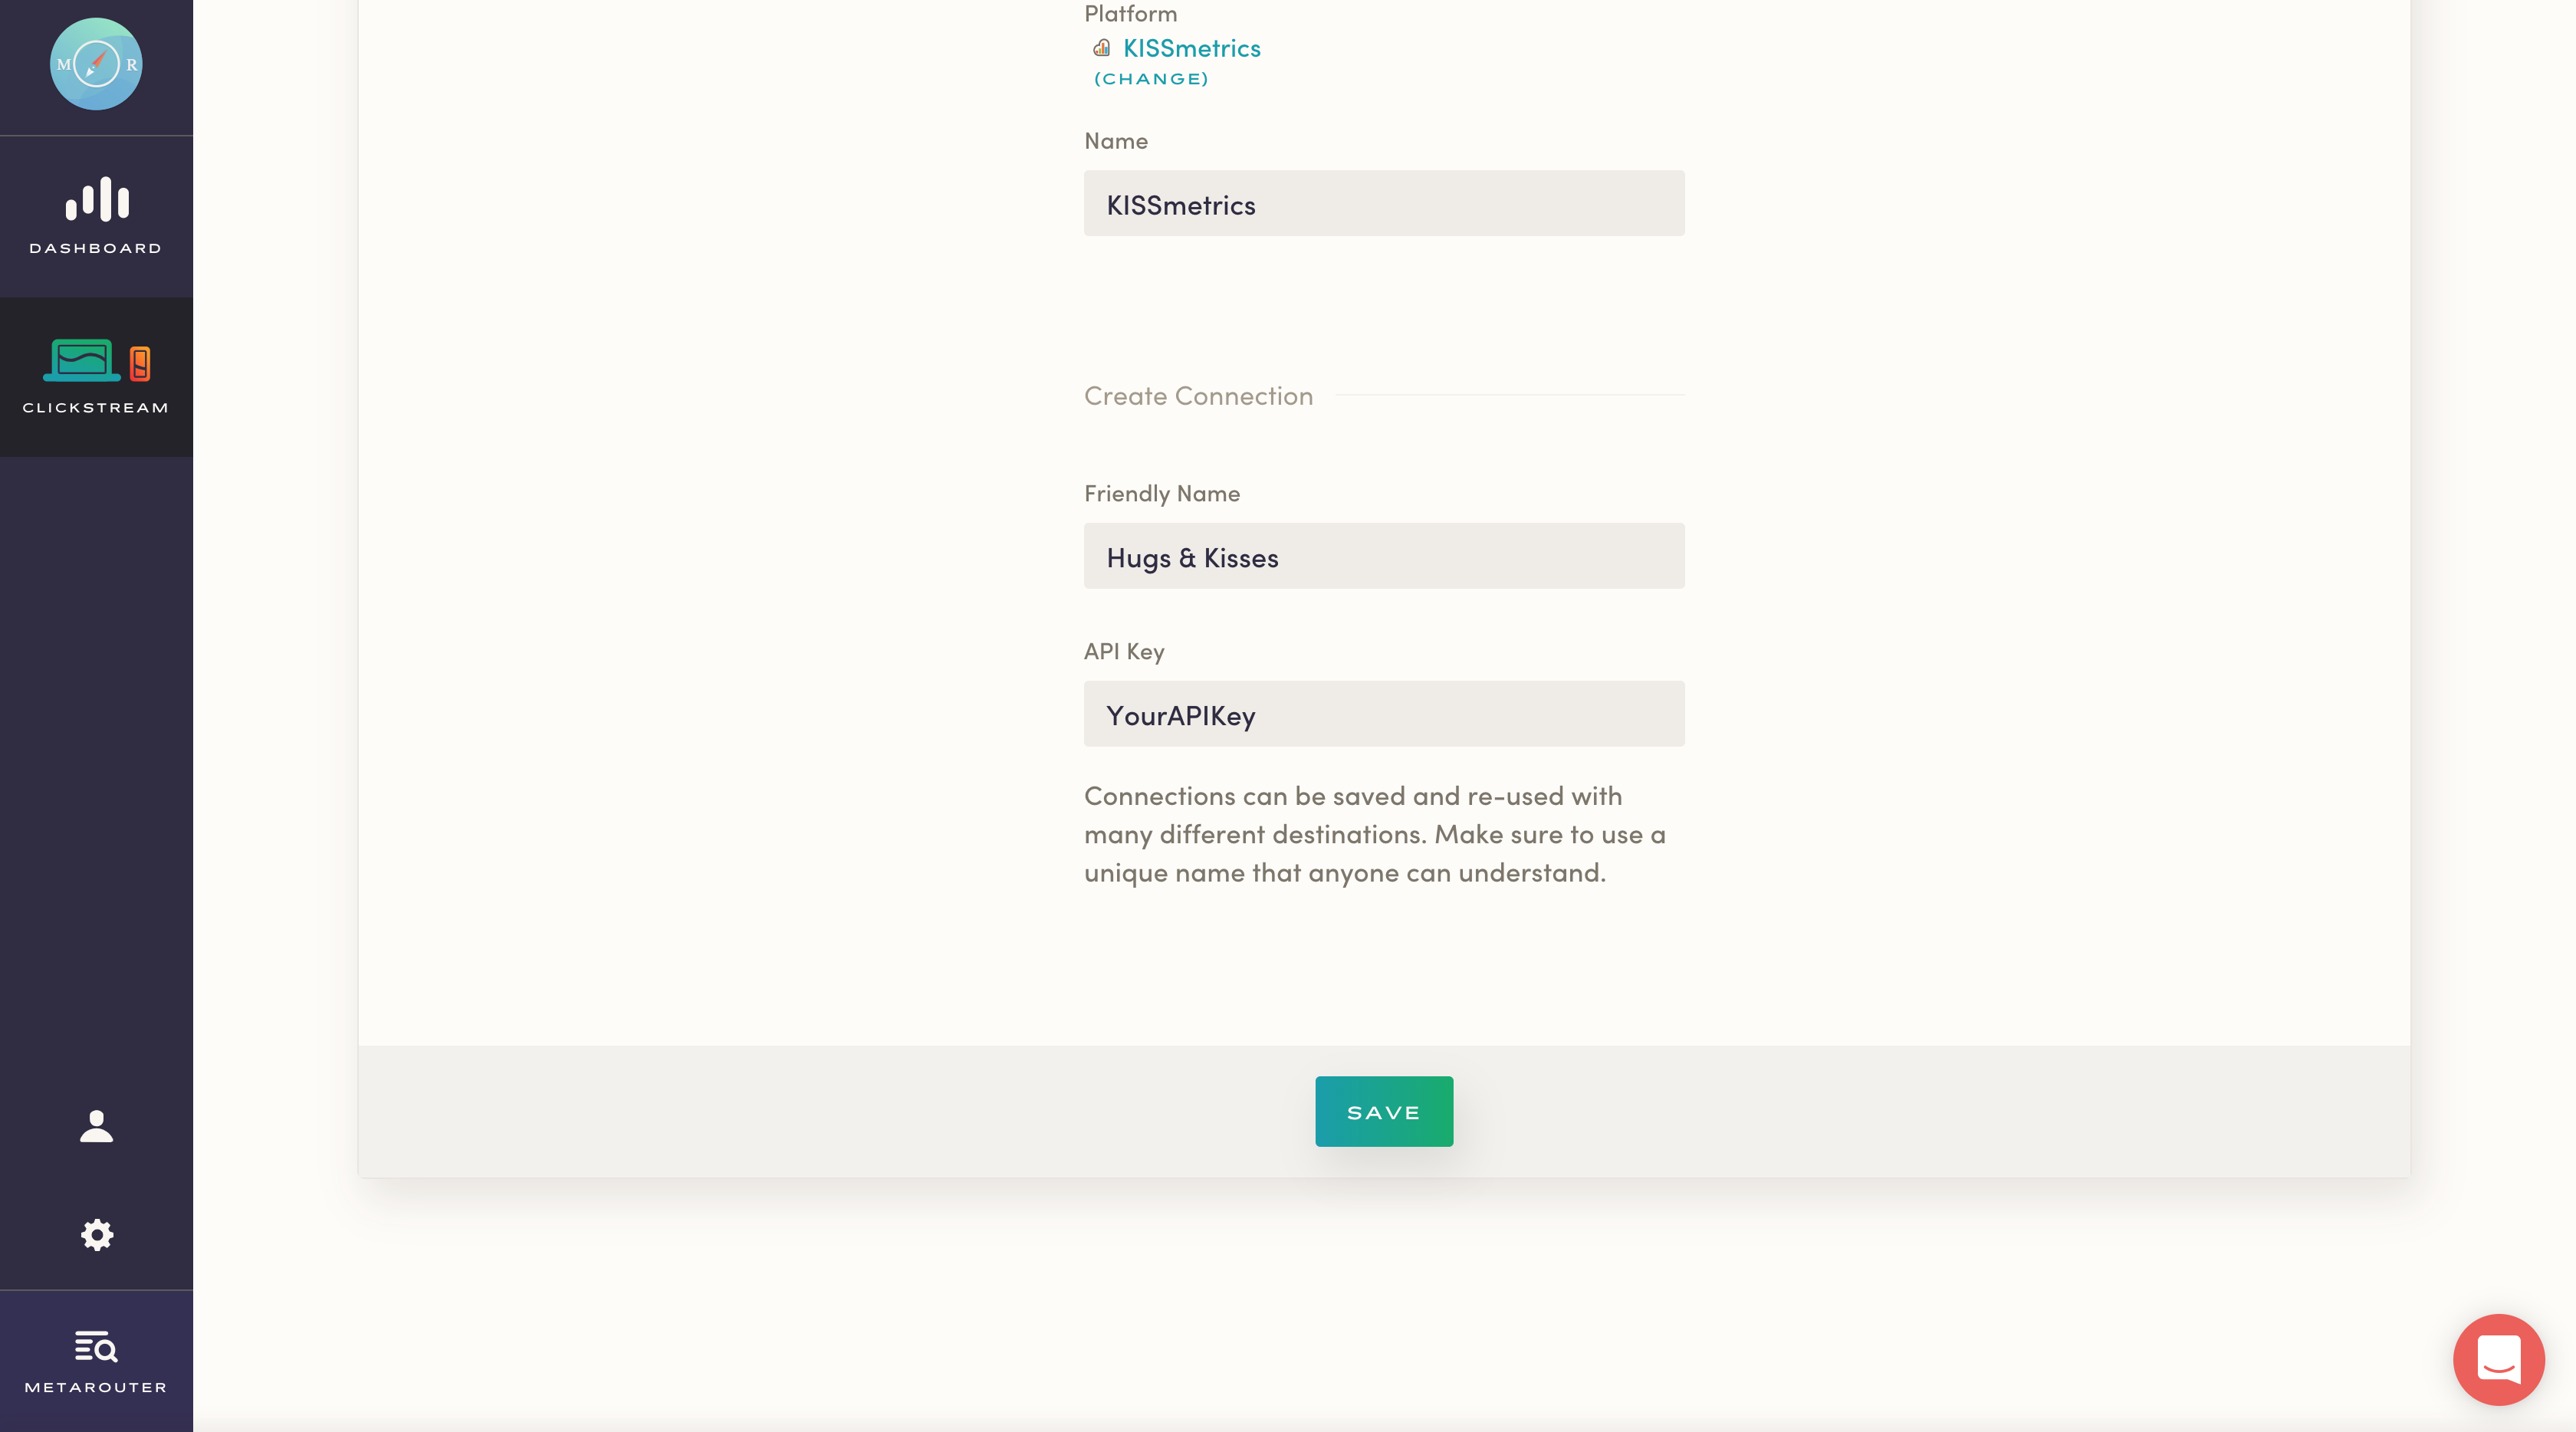 M R
DASHBOARD
CLICKSTREAM
METAROUTER
Platform
KISSmetrics
(CHANGE)
Name
KISSmetrics
Create Connection
Friendly Name
Hugs & Kisses
API Key
YourAPIKey
Connections can be saved and re-used with
many different destinations. Make sure to use a
unique name that anyone can understand.
SAVE